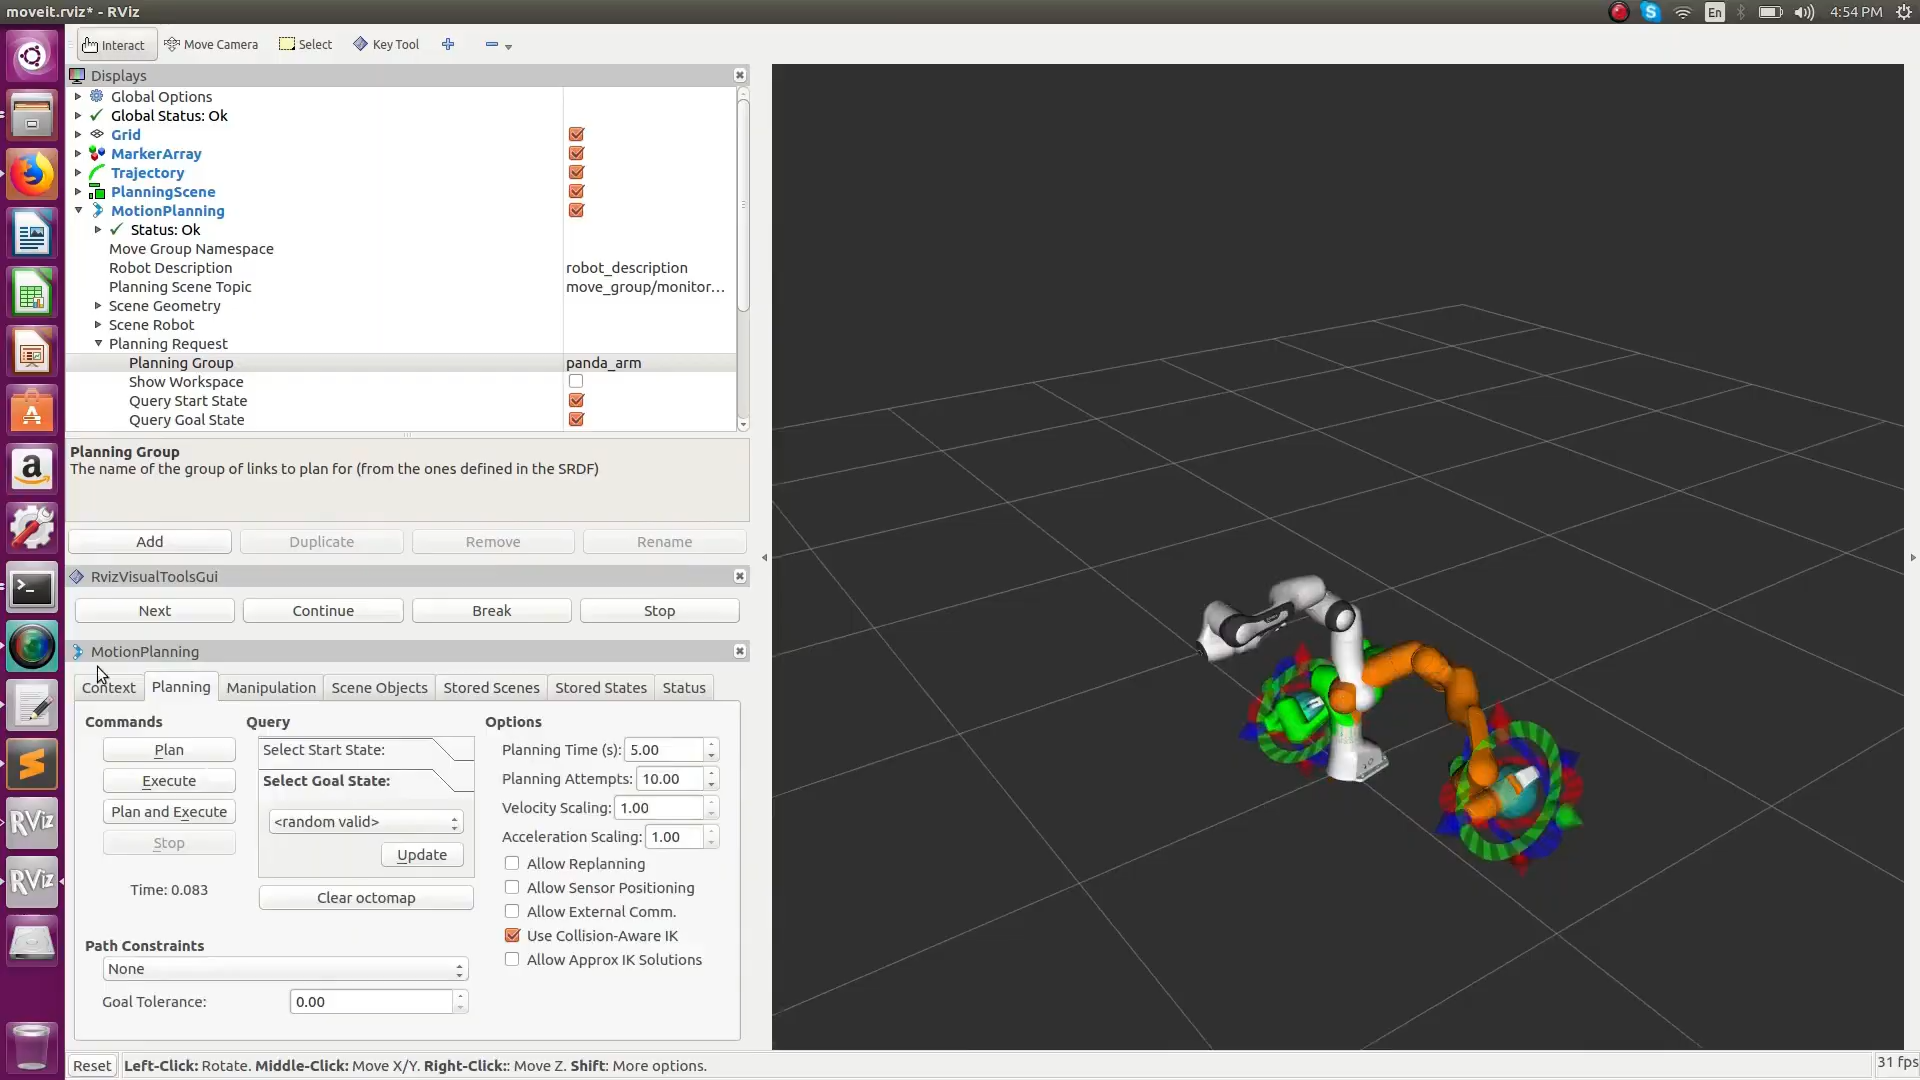 moveit.rviz* - RViz
En
4:54 PM
Interact
Move Camera
Select
Key Tool
Displays
Global Options
Global Status: Ok
Grid
MarkerArray
Trajectory
PlanningScene
MotionPlanning
Status: Ok
Move Group Namespace
Robot Description robot_description
Planning Scene Topic move_group/monitor...
Scene Geometry
Scene Robot
Planning Request
Planning Group panda_arm
Show Workspace
Query Start State
Query Goal State
Planning Group
The name of the group of links to plan for (from the ones defined in the SRDF)
Add Duplicate Remove Rename
RvizVisualToolsGui
Next Continue Break Stop
MotionPlanning
Context Planning Manipulation Scene Objects Stored Scenes Stored States Status
Commands
Plan
Execute
Plan and Execute
Stop
Time: 0.083
Query
Select Start State:
Select Goal State:
<random valid>
Update
Clear octomap
Options
Planning Time (s): 5.00
Planning Attempts: 10.00
Velocity Scaling: 1.00
Acceleration Scaling: 1.00
Allow Replanning
Allow Sensor Positioning
Allow External Comm.
Use Collision-Aware IK
Allow Approx IK Solutions
Path Constraints
None
Goal Tolerance: 0.00
Reset
Left-Click: Rotate. Middle-Click: Move X/Y. Right-Click:: Move Z. Shift: More options.
31 fps
RViz
RViz